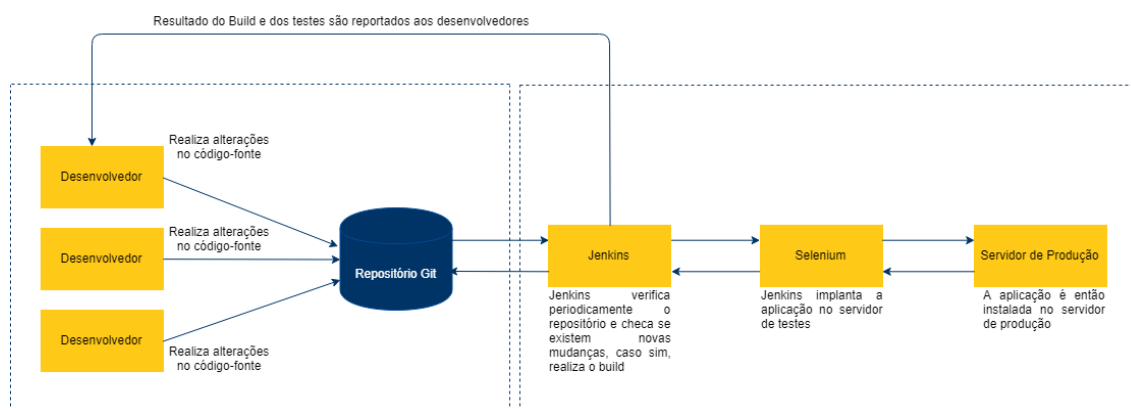 Resultado do Build e dos testes são reportados aos desenvolvedores
Realiza alterações
no código-fonte
Desenvolvedor
Realiza alterações
no código-fonte
Desenvolvedor
Desenvolvedor
Realiza alterações
no código-fonte
Repositório Git
Jenkins
Jenkins verifica
periodicamente o
repositório e checa se
existem novas
mudanças, caso sim,
realiza o build
Selenium
Jenkins implanta a
aplicação no servidor
de testes
Servidor de Produção
A aplicação é então
instalada no servidor
de produção